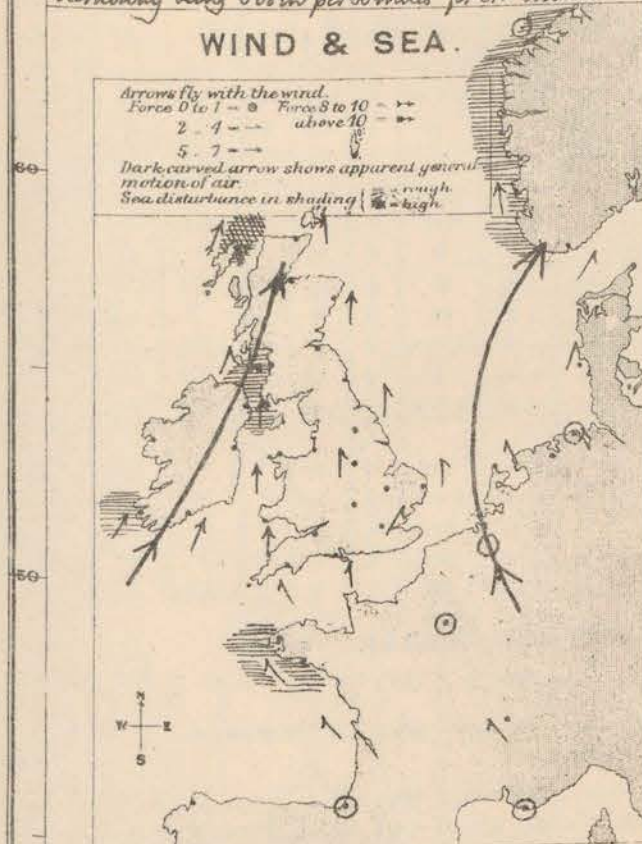 WIND & SEA.
Arrows fly with the wind.
Force 0 to 1 = Force 8 to 10 =
2 - 4 = above 10 =
5 - 7 =
Dark curved arrow shows apparent general
motion of air.
Sea disturbance in shading { = rough
= high
60
50
N
W E
S